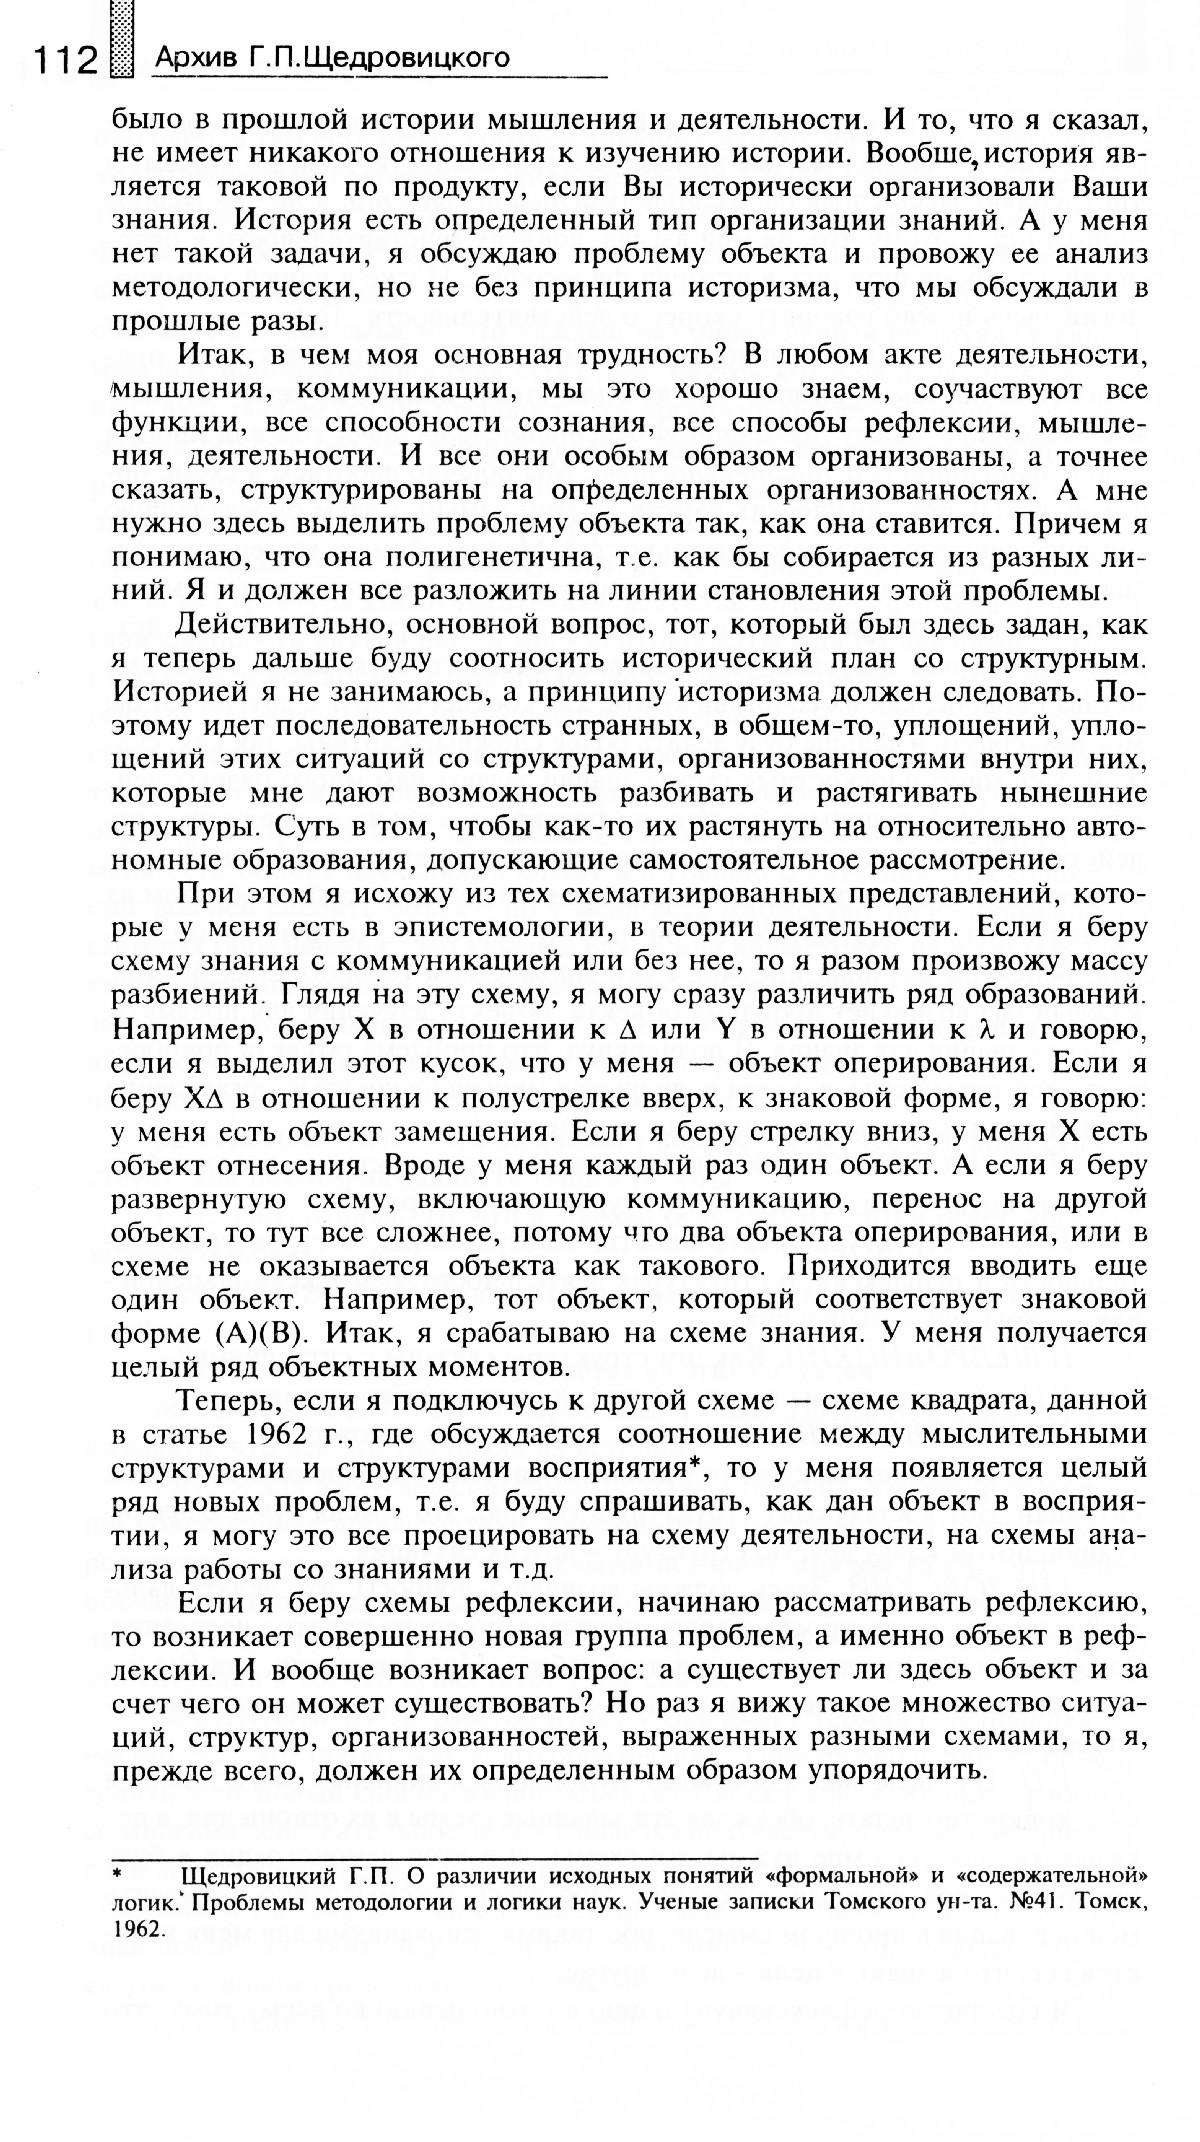 112 Архив Г.П.Щедровицкого
было в прошлой истории мышления и деятельности. И то, что я сказал,
не имеет никакого отношения к изучению истории. Вообше, история яв-
ляется таковой по продукту, если Вы исторически организовали Ваши
знания. История есть определенный тип организации знаний. А у меня
нет такой задачи, я обсуждаю проблему объекта и провожу ее анализ
методологически, но не без принципа историзма, что мы обсуждали в
прошлые разы.
Итак, в чем моя основная трудность? В любом акте деятельности,
мышления, коммуникации, мы это хорошо знаем, соучаствуют все
функции, все способности сознания, все способы рефлексии, мышле-
ния, деятельности. И все они особым образом организованы, а точнее
сказать, структурированы на определенных организованностях. А мне
нужно здесь выделить проблему объекта так, как она ставится. Причем я
понимаю, что она полигенетична, т.е. как бы собирается из разных ли-
ний. Я и должен все разложить на линии становления этой проблемы.
Действительно, основной вопрос, тот, который был здесь задан, как
я теперь дальше буду соотносить исторический план со структурным.
Историей я не занимаюсь, а принципу историзма должен следовать. По-
этому идет последовательность странных, в общем-то, уплощений, упло-
щений этих ситуаций со структурами, организованностями внутри них,
которые мне дают возможность разбивать и растягивать нынешние
структуры. Суть в том, чтобы как-то их растянуть на относительно авто-
номные образования, допускающие самостоятельное рассмотрение.
При этом я исхожу из тех схематизированных представлений, кото-
рые у меня есть в эпистемологии, в теории деятельности. Если я беру
схему знания с коммуникацией или без нее, то я разом произвожу массу
разбиений. Глядя на эту схему, я могу сразу различить ряд образований.
Например, беру X в отношении к Δ или Y в отношении к λ и говорю,
если я выделил этот кусок, что у меня — объект оперирования. Если я
беру XΔ в отношении к полустрелке вверх, к знаковой форме, я говорю:
у меня есть объект замещения. Если я беру стрелку вниз, у меня X есть
объект отнесения. Вроде у меня каждый раз один объект. А если я беру
развернутую схему, включающую коммуникацию, перенос на другой
объект, то тут все сложнее, потому что два объекта оперирования, или в
схеме не оказывается объекта как такового. Приходится вводить еще
один объект. Например, тот объект, который соответствует знаковой
форме (А)(В). Итак, я срабатываю на схеме знания. У меня получается
целый ряд объектных моментов.
Теперь, если я подключусь к другой схеме — схеме квадрата, данной
в статье 1962 г., где обсуждается соотношение между мыслительными
структурами и структурами восприятия*, то у меня появляется целый
ряд новых проблем, т.е. я буду спрашивать, как дан объект в восприя-
тии, я могу это все проецировать на схему деятельности, на схемы ана-
лиза работы со знаниями и т.д.
Если я беру схемы рефлексии, начинаю рассматривать рефлексию,
то возникает совершенно новая группа проблем, а именно объект в реф-
лексии. И вообще возникает вопрос: а существует ли здесь объект и за
счет чего он может существовать? Но раз я вижу такое множество ситуа-
ций, структур, организованностей, выраженных разными схемами, то я,
прежде всего, должен их определенным образом упорядочить.
* Щедровицкий Г.П. О различии исходных понятий «формальной» и «содержательной»
логик. Проблемы методологии и логики наук. Ученые записки Томского ун-та. №41. Томск,
1962.